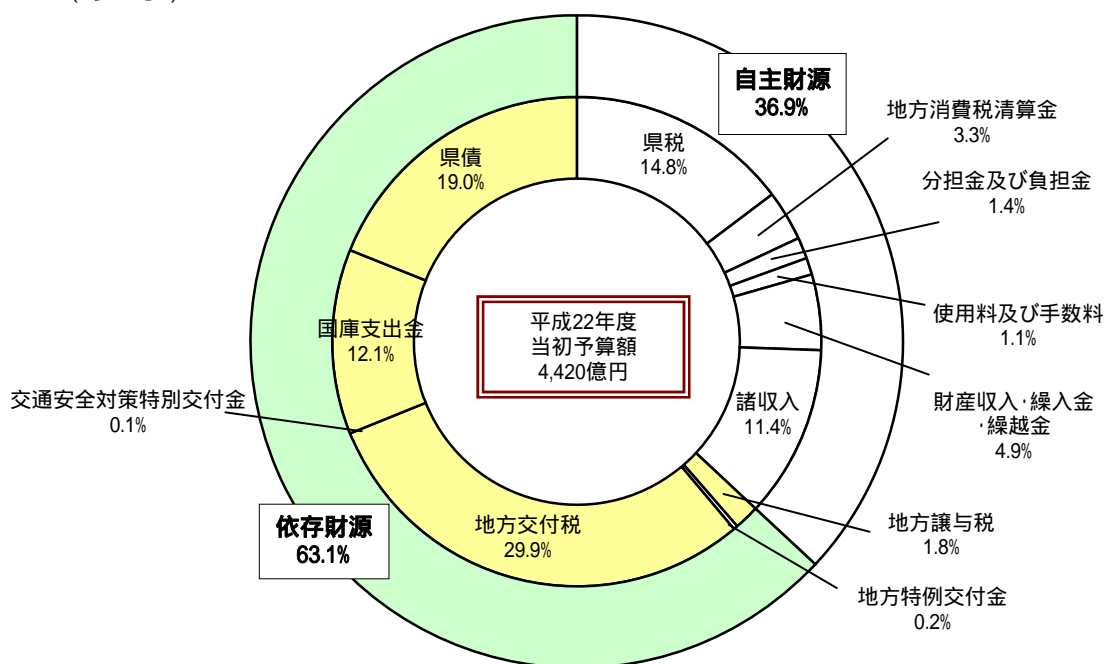 自主財源
36.9%
県税
14.8%
地方消費税清算金
3.3%
分担金及び負担金
1.4%
使用料及び手数料
1.1%
財産収入･繰入金
･繰越金
4.9%
諸収入
11.4%
地方譲与税
1.8%
地方特例交付金
0.2%
地方交付税
29.9%
依存財源
63.1%
交通安全対策特別交付金
0.1%
国庫支出金
12.1%
県債
19.0%
平成22年度
当初予算額
4,420億円